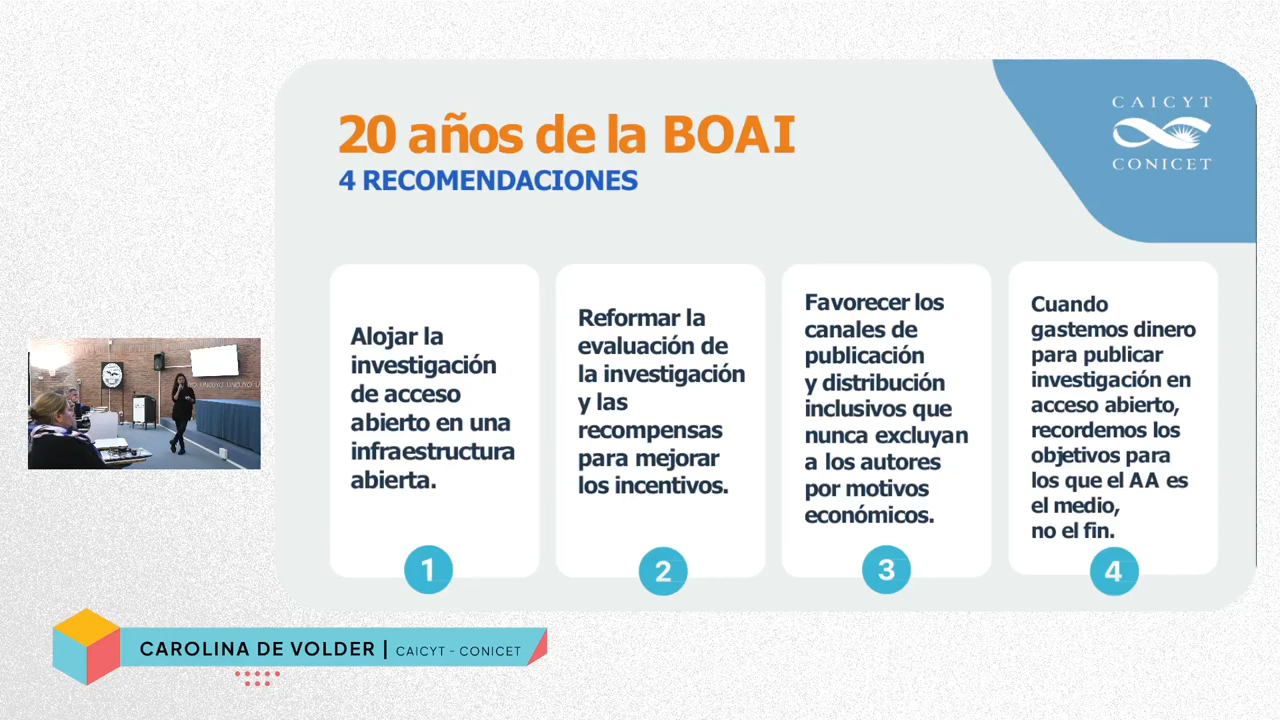 20 años de la BOAI
4 RECOMENDACIONES
CAICYT
CONICET
Alojar la
investigación
de acceso
abierto en una
infraestructura
abierta.
1
Reformar la
evaluación de
la investigación
y las
recompensas
para mejorar
los incentivos.
2
Favorecer los
canales de
publicación
y distribución
inclusivos que
nunca excluyan
a los autores
por motivos
económicos.
3
Cuando
gastemos dinero
para publicar
investigación en
acceso abierto,
recordemos los
objetivos para
los que el AA es
el medio,
no el fin.
4
UNCUYO UNCUYO
CAROLINA DE VOLDER | CAICYT - CONICET